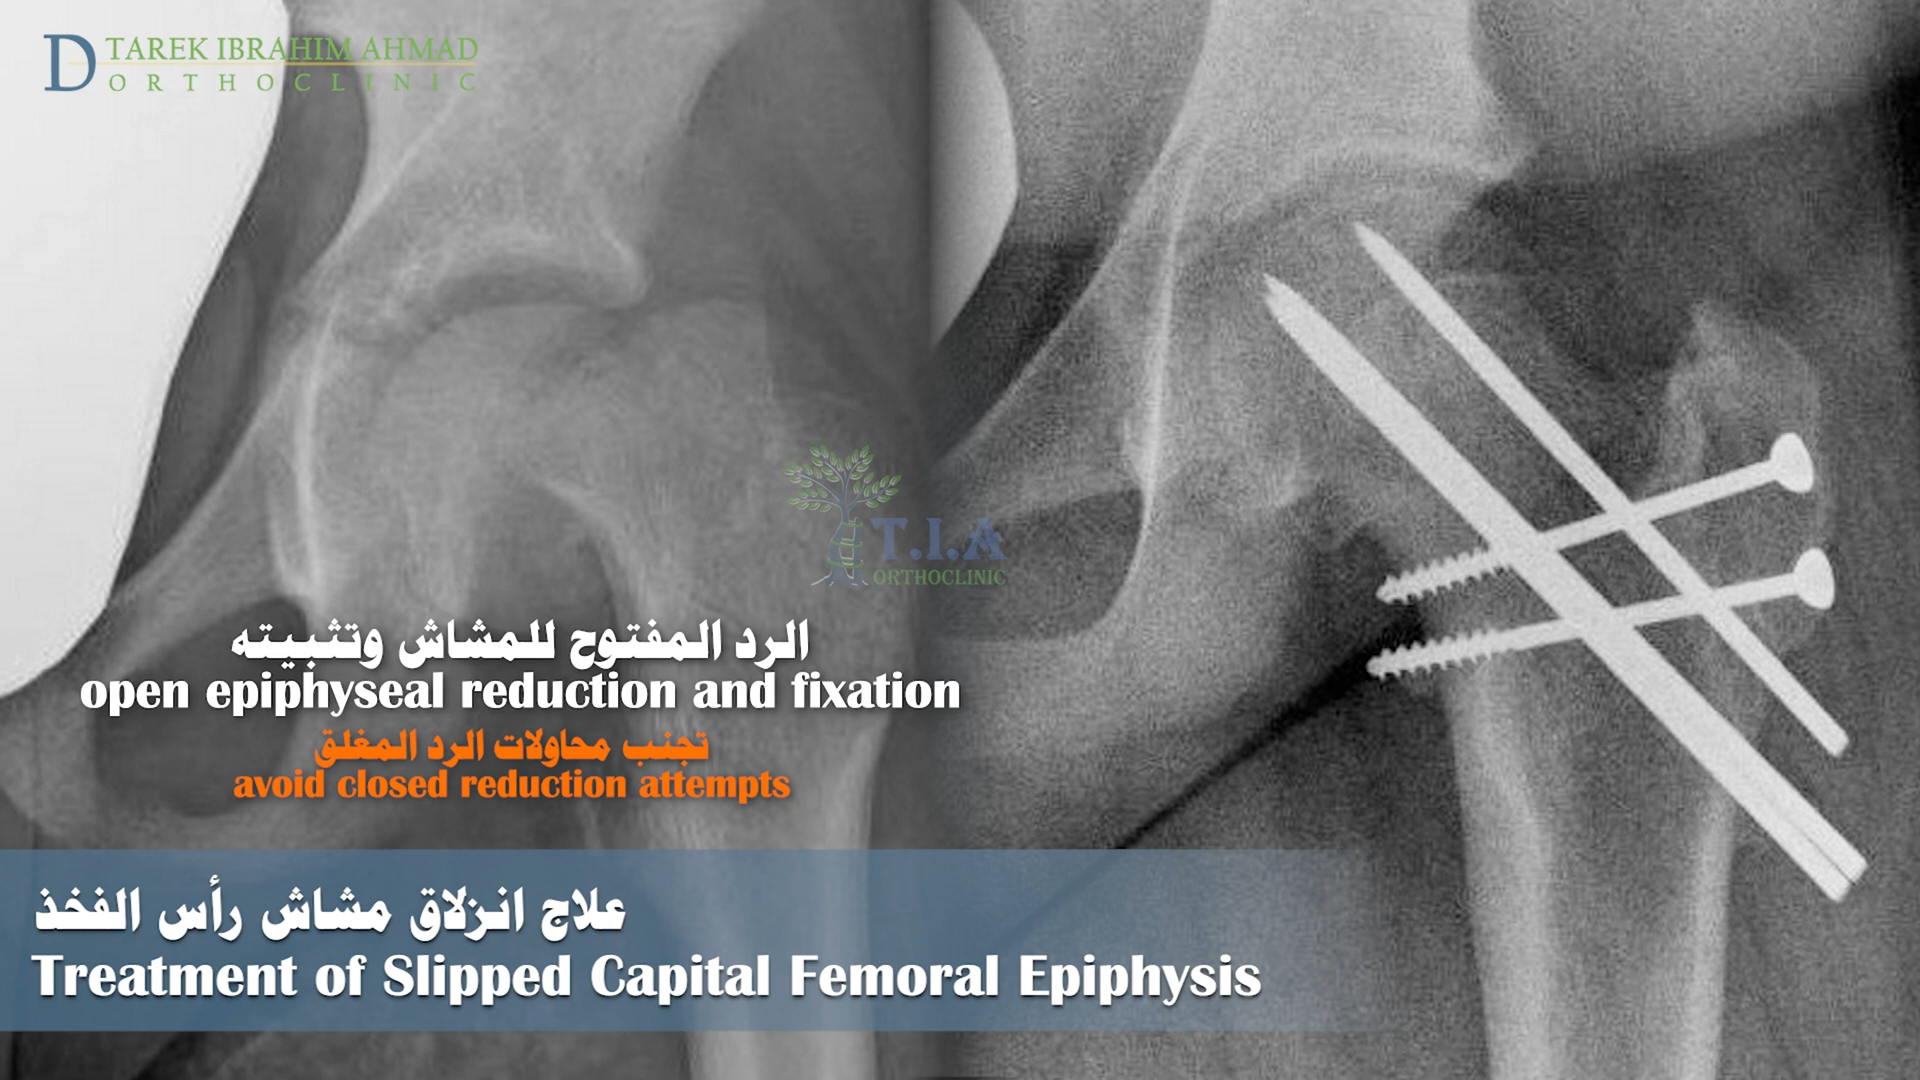 D TAREK IBRAHIM AHMAD
ORTHOCLINIC
T.I.A
ORTHOCLINIC
الرد المفتوح للمشاش وتثبيته
open epiphyseal reduction and fixation
تجنب محاولات الرد المغلق
avoid closed reduction attempts
علاج انزلاق مشاش رأس الفخذ
Treatment of Slipped Capital Femoral Epiphysis